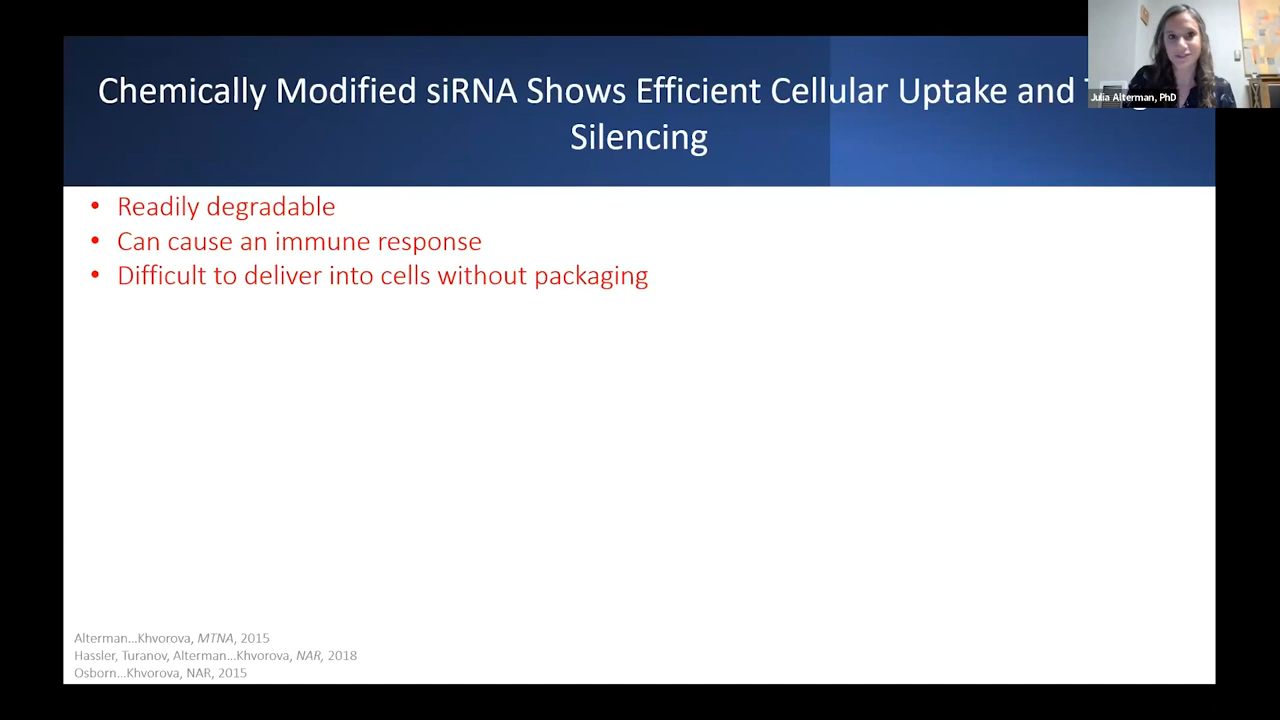 Chemically Modified siRNA Shows Efficient Cellular Uptake and
Silencing
Julia Alterman, PhD
• Readily degradable
• Can cause an immune response
• Difficult to deliver into cells without packaging
Alterman...Khvorova, MTNA, 2015
Hassler, Turanov, Alterman...Khvorova, NAR, 2018
Osborn...Khvorova, NAR, 2015